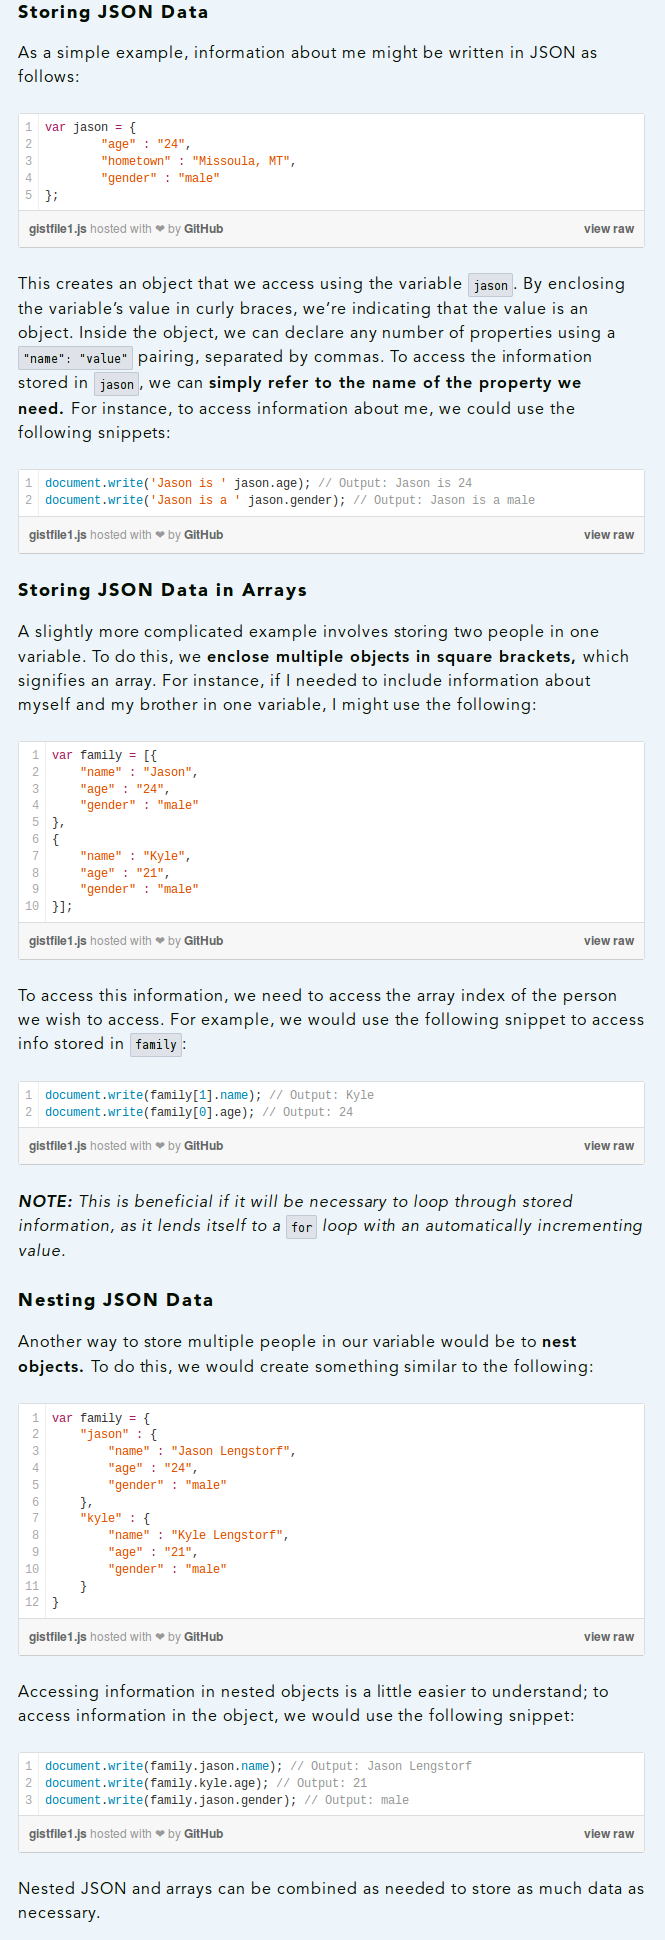 Storing JSON Data
As a simple example, information about me might be written in JSON as
follows:
1 var jason = {
2 "age" : "24",
3 "hometown" : "Missoula, MT",
4 "gender" : "male"
5 };
gistfile1.js hosted with ❤ by GitHub view raw
This creates an object that we access using the variable jason . By enclosing
the variable’s value in curly braces, we’re indicating that the value is an
object. Inside the object, we can declare any number of properties using a
"name": "value" pairing, separated by commas. To access the information
stored in jason , we can simply refer to the name of the property we
need. For instance, to access information about me, we could use the
following snippets:
1 document.write('Jason is ' jason.age); // Output: Jason is 24
2 document.write('Jason is a ' jason.gender); // Output: Jason is a male
gistfile1.js hosted with ❤ by GitHub view raw
Storing JSON Data in Arrays
A slightly more complicated example involves storing two people in one
variable. To do this, we enclose multiple objects in square brackets, which
signifies an array. For instance, if I needed to include information about
myself and my brother in one variable, I might use the following:
1 var family = [{
2 "name" : "Jason",
3 "age" : "24",
4 "gender" : "male"
5 },
6 {
7 "name" : "Kyle",
8 "age" : "21",
9 "gender" : "male"
10 }];
gistfile1.js hosted with ❤ by GitHub view raw
To access this information, we need to access the array index of the person
we wish to access. For example, we would use the following snippet to access
info stored in family :
1 document.write(family[1].name); // Output: Kyle
2 document.write(family[0].age); // Output: 24
gistfile1.js hosted with ❤ by GitHub view raw
NOTE: This is beneficial if it will be necessary to loop through stored
information, as it lends itself to a for loop with an automatically incrementing
value.
Nesting JSON Data
Another way to store multiple people in our variable would be to nest
objects. To do this, we would create something similar to the following:
1 var family = {
2 "jason" : {
3 "name" : "Jason Lengstorf",
4 "age" : "24",
5 "gender" : "male"
6 },
7 "kyle" : {
8 "name" : "Kyle Lengstorf",
9 "age" : "21",
10 "gender" : "male"
11 }
12 }
gistfile1.js hosted with ❤ by GitHub view raw
Accessing information in nested objects is a little easier to understand; to
access information in the object, we would use the following snippet:
1 document.write(family.jason.name); // Output: Jason Lengstorf
2 document.write(family.kyle.age); // Output: 21
3 document.write(family.jason.gender); // Output: male
gistfile1.js hosted with ❤ by GitHub view raw
Nested JSON and arrays can be combined as needed to store as much data as
necessary.